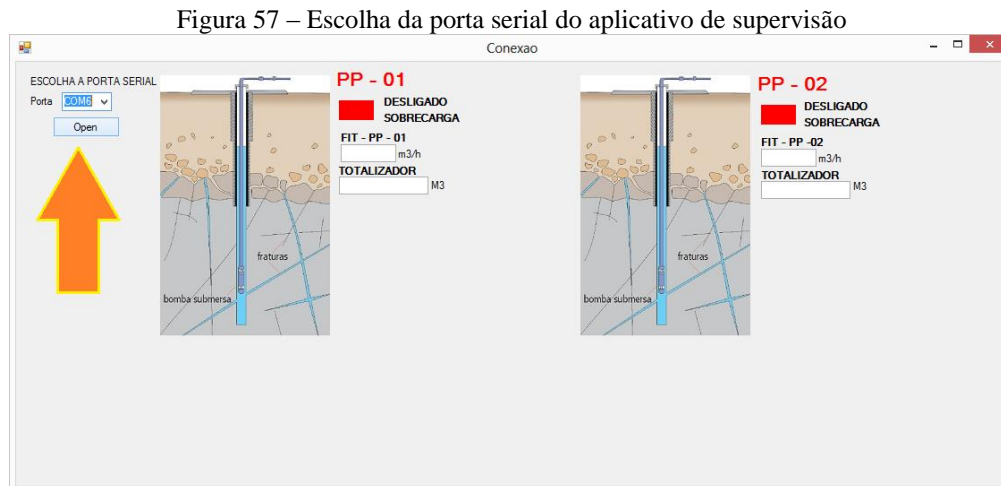 Figura 57 – Escolha da porta serial do aplicativo de supervisão
Conexao
ESCOLHA A PORTA SERIAL
Porta COM6
Open
PP - 01
DESLIGADO
SOBRECARGA
FIT - PP - 01
m3/h
TOTALIZADOR
M3
fraturas
bomba submersa
PP - 02
DESLIGADO
SOBRECARGA
FIT - PP -02
m3/h
TOTALIZADOR
M3
fraturas
bomba submersa